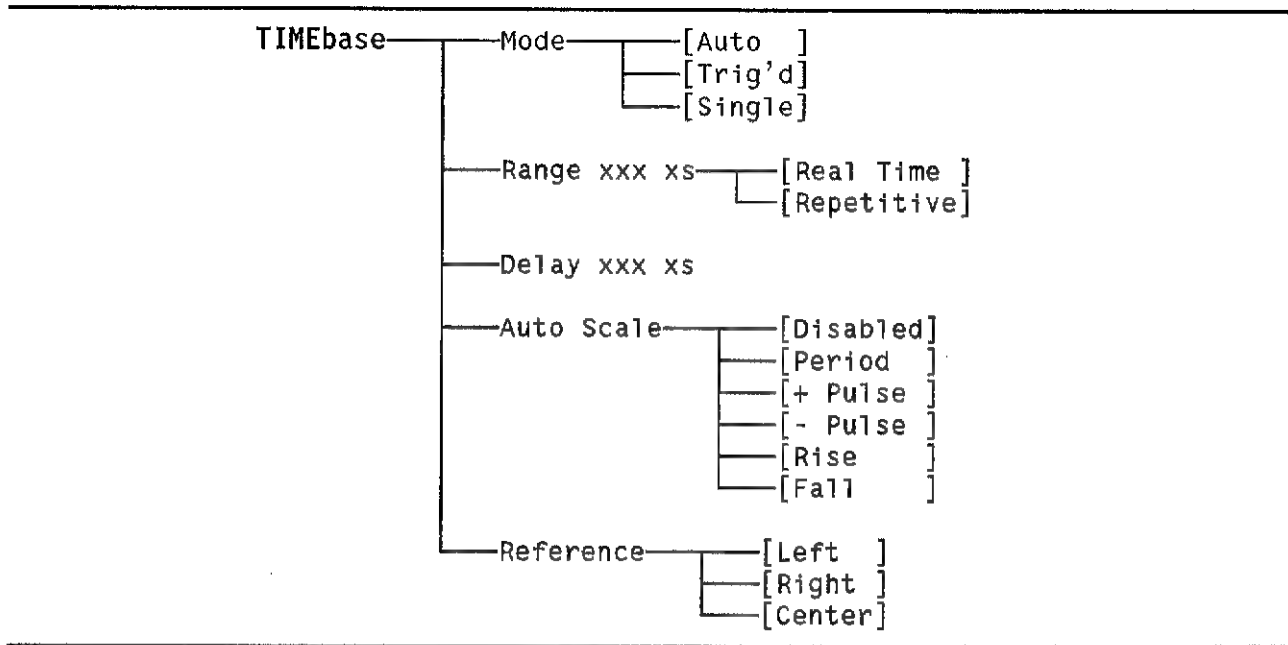 TIMEbase Mode [Auto ]
[Trig'd]
[Single]
Range xxx xs [Real Time ]
[Repetitive]
Delay xxx xs
Auto Scale [Disabled]
[Period ]
[+ Pulse ]
[- Pulse ]
[Rise ]
[Fall ]
Reference [Left ]
[Right ]
[Center]